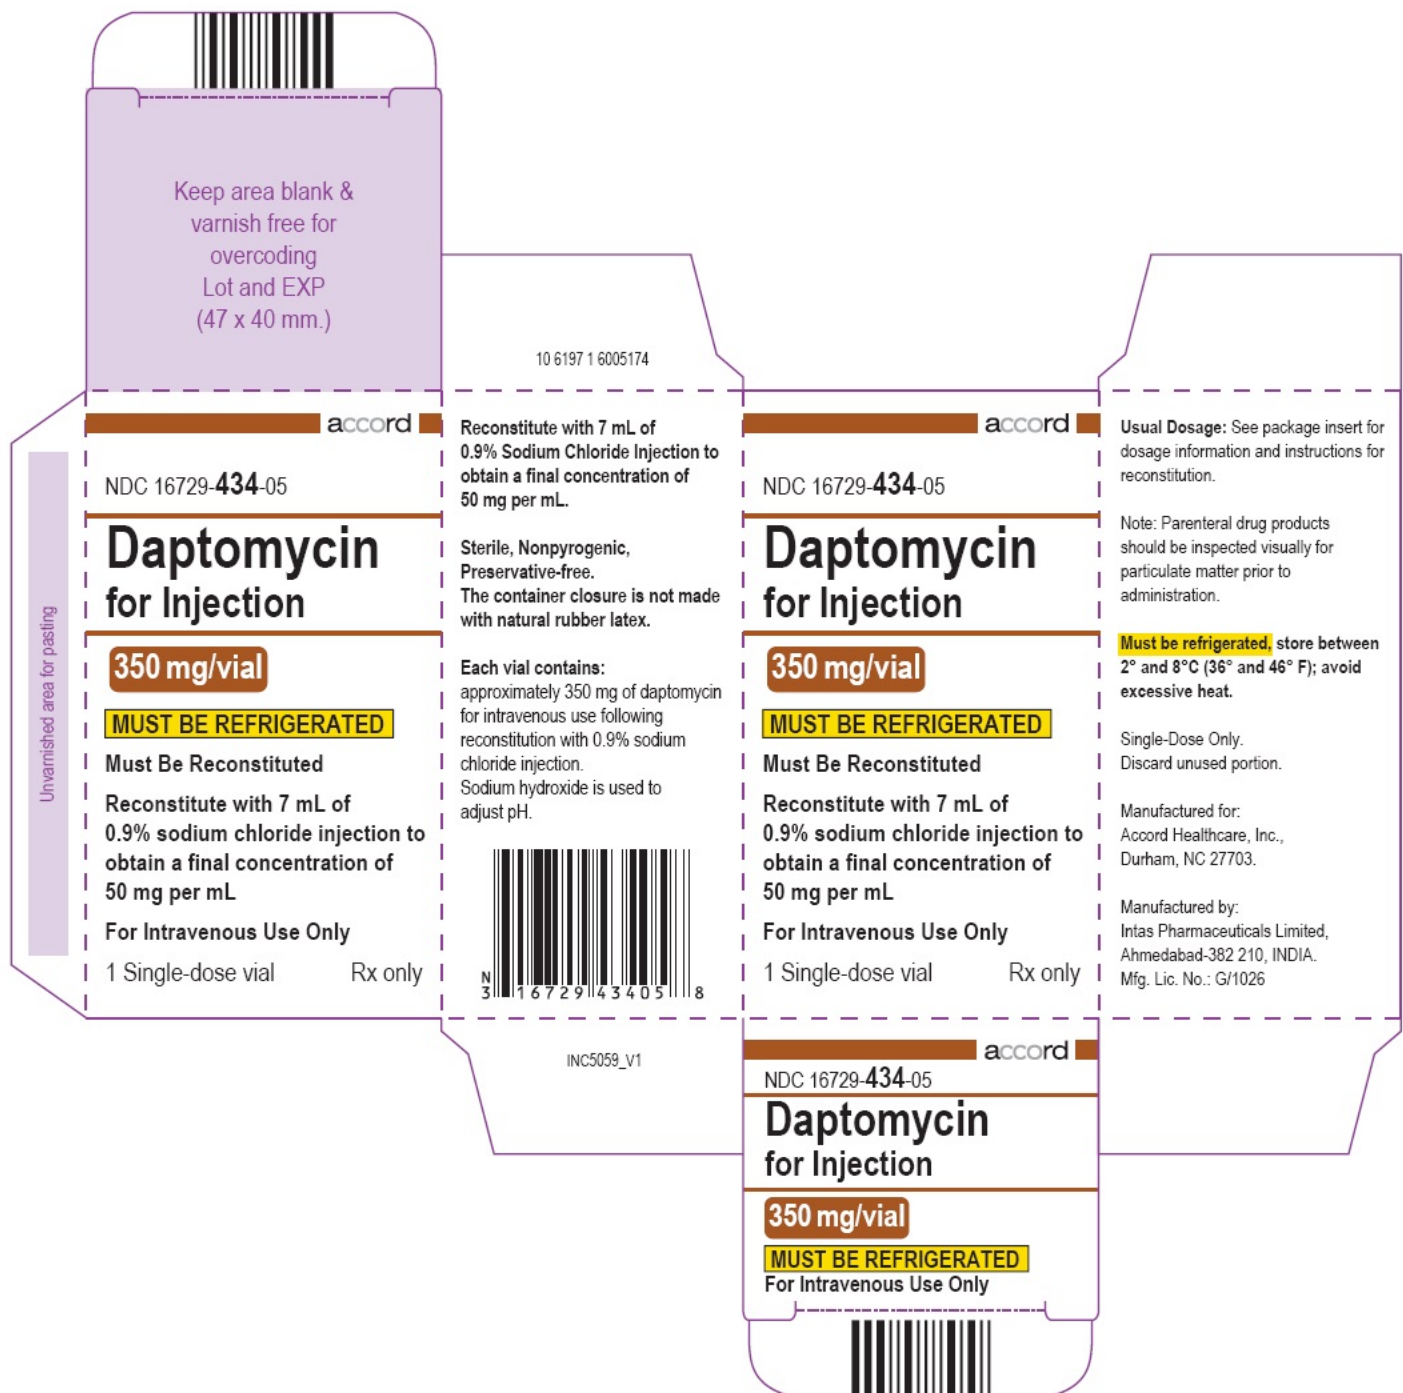 Keep area blank &
varnish free for
overcoding
Lot and EXP
(47 x 40 mm.)
Unvarnished area for pasting
accord
NDC 16729-434-05
Daptomycin
for Injection
350 mg/vial
MUST BE REFRIGERATED
Must Be Reconstituted
Reconstitute with 7 mL of
0.9% sodium chloride injection to
obtain a final concentration of
50 mg per mL
For Intravenous Use Only
1 Single-dose vial Rx only
10 6197 1 6005174
Reconstitute with 7 mL of
0.9% Sodium Chloride Injection to
obtain a final concentration of
50 mg per mL.
Sterile, Nonpyrogenic,
Preservative-free.
The container closure is not made
with natural rubber latex.
Each vial contains:
approximately 350 mg of daptomycin
for intravenous use following
reconstitution with 0.9% sodium
chloride injection.
Sodium hydroxide is used to
adjust pH.
N
3 16729 43405 8
INC5059_V1
accord
NDC 16729-434-05
Daptomycin
for Injection
350 mg/vial
MUST BE REFRIGERATED
Must Be Reconstituted
Reconstitute with 7 mL of
0.9% sodium chloride injection to
obtain a final concentration of
50 mg per mL
For Intravenous Use Only
1 Single-dose vial Rx only
accord
NDC 16729-434-05
Daptomycin
for Injection
350 mg/vial
MUST BE REFRIGERATED
For Intravenous Use Only
Usual Dosage: See package insert for
dosage information and instructions for
reconstitution.
Note: Parenteral drug products
should be inspected visually for
particulate matter prior to
administration.
Must be refrigerated, store between
2° and 8°C (36° and 46° F); avoid
excessive heat.
Single-Dose Only.
Discard unused portion.
Manufactured for:
Accord Healthcare, Inc.,
Durham, NC 27703.
Manufactured by:
Intas Pharmaceuticals Limited,
Ahmedabad-382 210, INDIA.
Mfg. Lic. No.: G/1026